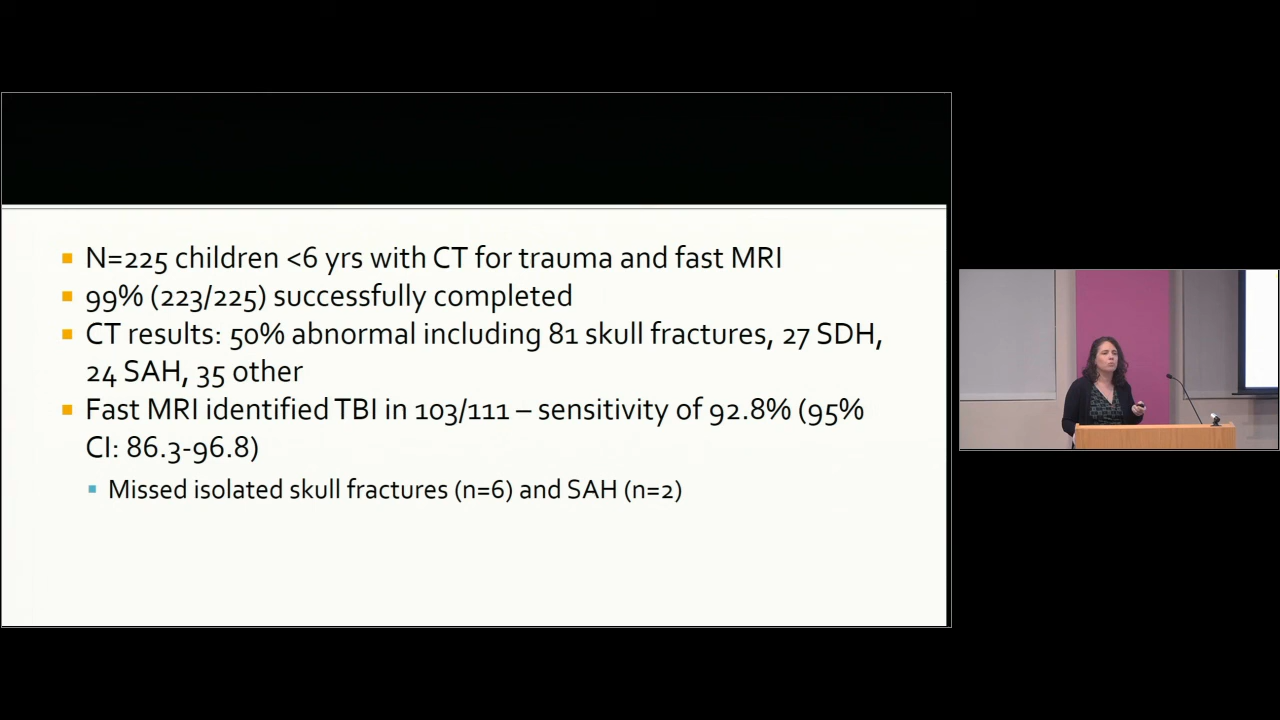 N=225 children <6 yrs with CT for trauma and fast MRI
99% (223/225) successfully completed
CT results: 50% abnormal including 81 skull fractures, 27 SDH,
24 SAH, 35 other
Fast MRI identified TBI in 103/111 – sensitivity of 92.8% (95%
CI: 86.3-96.8)
Missed isolated skull fractures (n=6) and SAH (n=2)